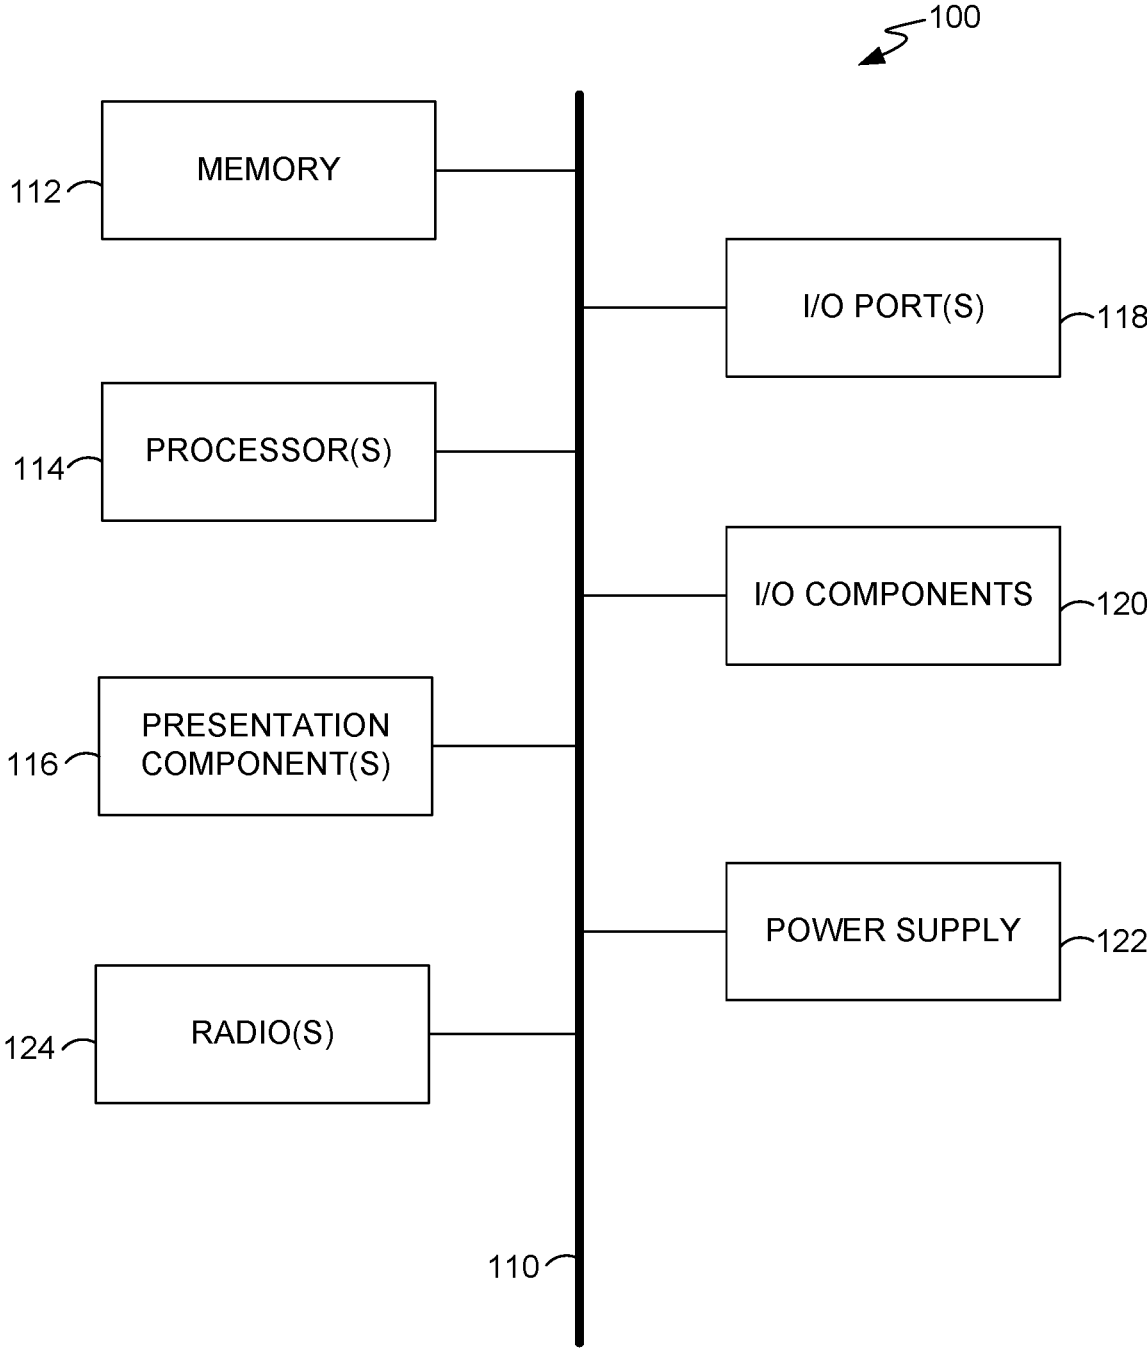 100
MEMORY
112
I/O PORT(S)
118
PROCESSOR(S)
114
I/O COMPONENTS
120
PRESENTATION
COMPONENT(S)
116
POWER SUPPLY
122
RADIO(S)
124
110